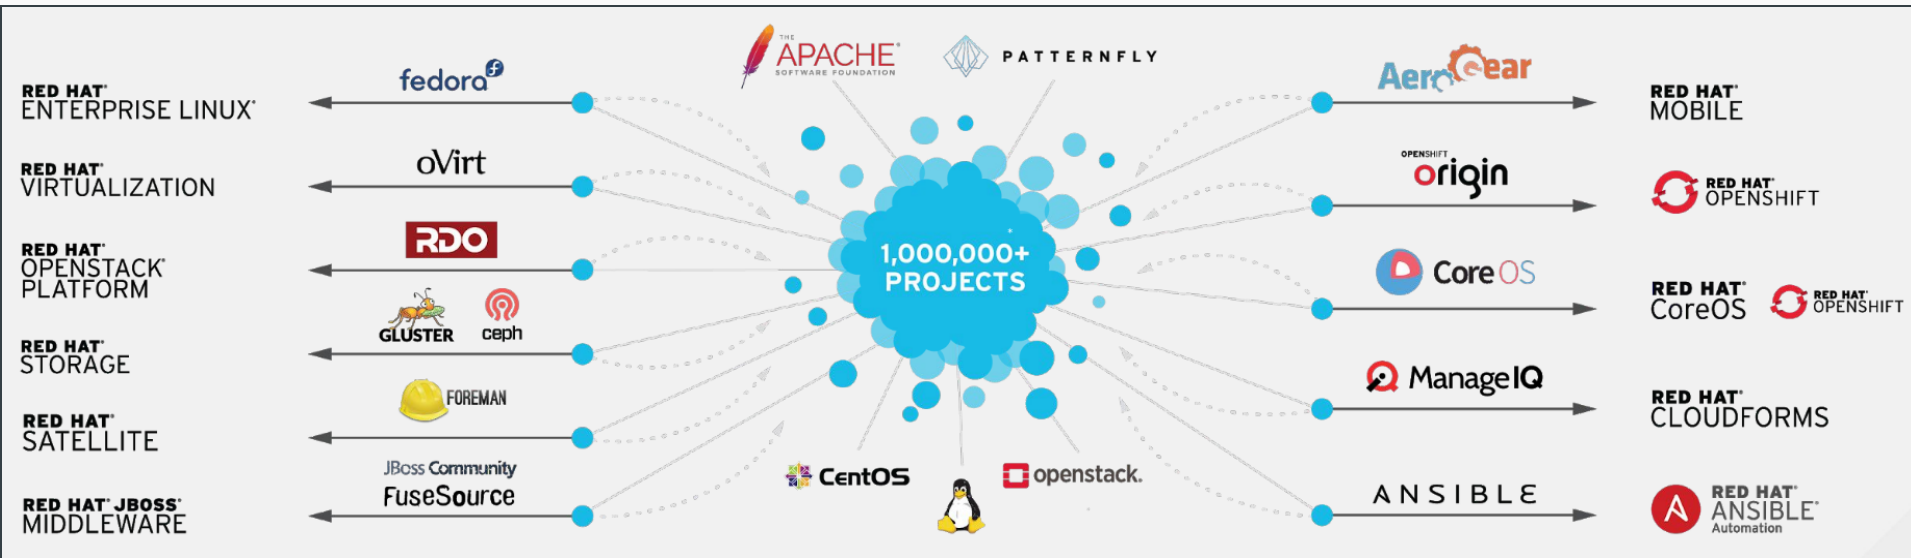 RED HAT®
ENTERPRISE LINUX®
RED HAT®
VIRTUALIZATION
RED HAT®
OPENSTACK®
PLATFORM
RED HAT®
STORAGE
RED HAT®
SATELLITE
RED HAT® JBOSS®
MIDDLEWARE
fedora
oVirt
RDO
GLUSTER
ceph
FOREMAN
JBoss Community
FuseSource
THE
APACHE®
SOFTWARE FOUNDATION
PATTERNFLY
1,000,000+
PROJECTS
CentOS
openstack.
AeroGear
OPENSHIFT
origin
CoreOS
ManageIQ
ANSIBLE
RED HAT®
MOBILE
RED HAT®
OPENSHIFT
RED HAT®
CoreOS
RED HAT®
OPENSHIFT
RED HAT®
CLOUDFORMS
RED HAT®
ANSIBLE®
Automation